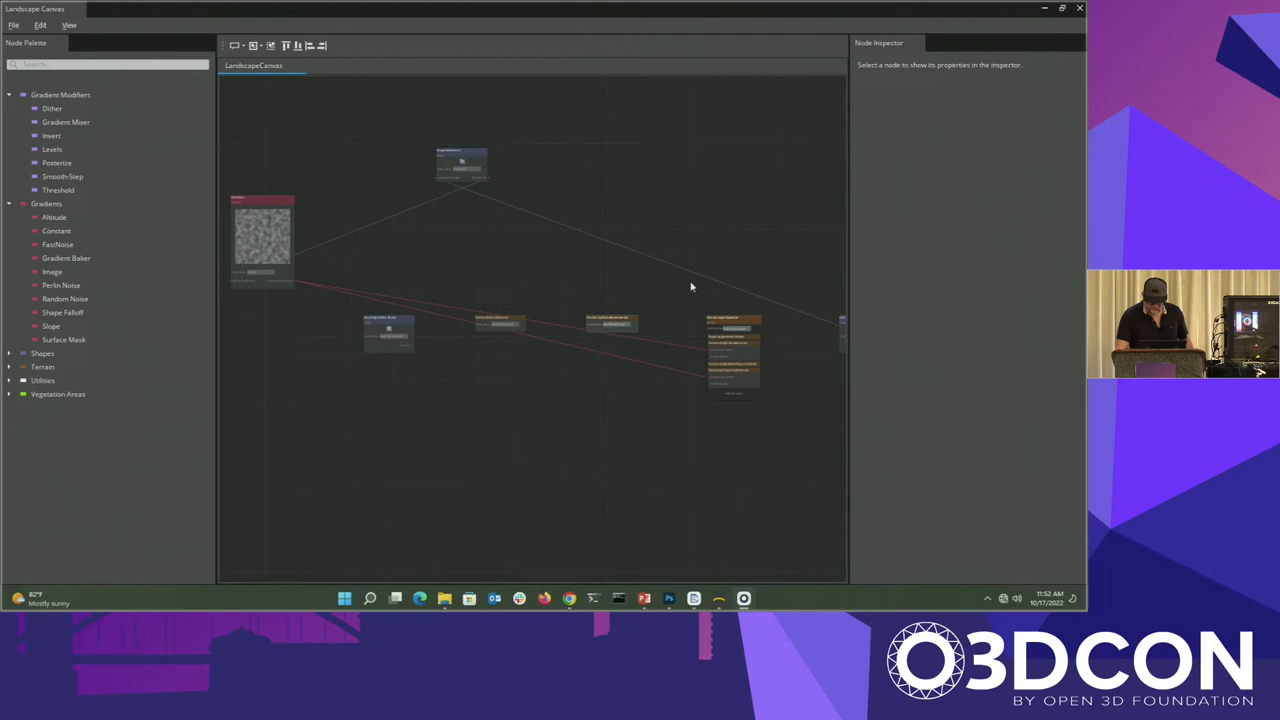 Landscape Canvas
File Edit View
Node Palette
Search...
Gradient Modifiers
Dither
Gradient Mixer
Invert
Levels
Posterize
Smooth-Step
Threshold
Gradients
Altitude
Constant
FastNoise
Gradient Baker
Image
Perlin Noise
Random Noise
Shape Falloff
Slope
Surface Mask
Shapes
Terrain
Utilities
Vegetation Areas
LandscapeCanvas
Node Inspector
Select a node to show its properties in the inspector.
82°F
Mostly sunny
11:52 AM
10/17/2022
O3DCON
BY OPEN 3D FOUNDATION